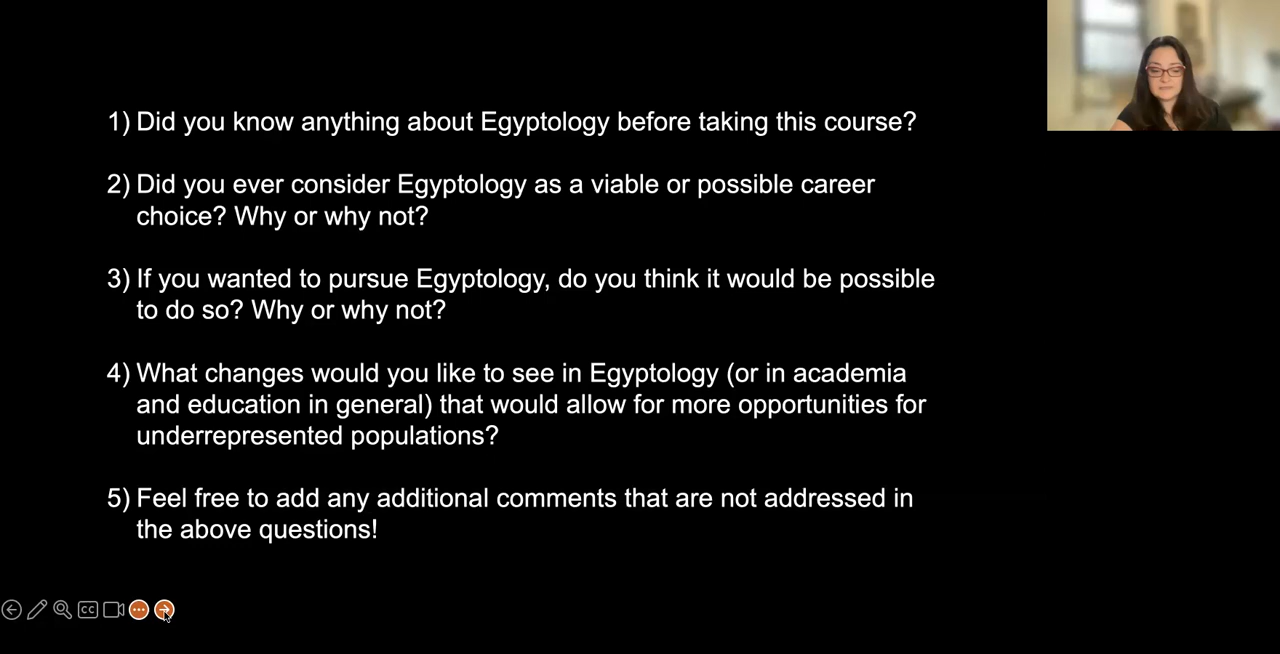 1) Did you know anything about Egyptology before taking this course?
2) Did you ever consider Egyptology as a viable or possible career
choice? Why or why not?
3) If you wanted to pursue Egyptology, do you think it would be possible
to do so? Why or why not?
4) What changes would you like to see in Egyptology (or in academia
and education in general) that would allow for more opportunities for
underrepresented populations?
5) Feel free to add any additional comments that are not addressed in
the above questions!
CC